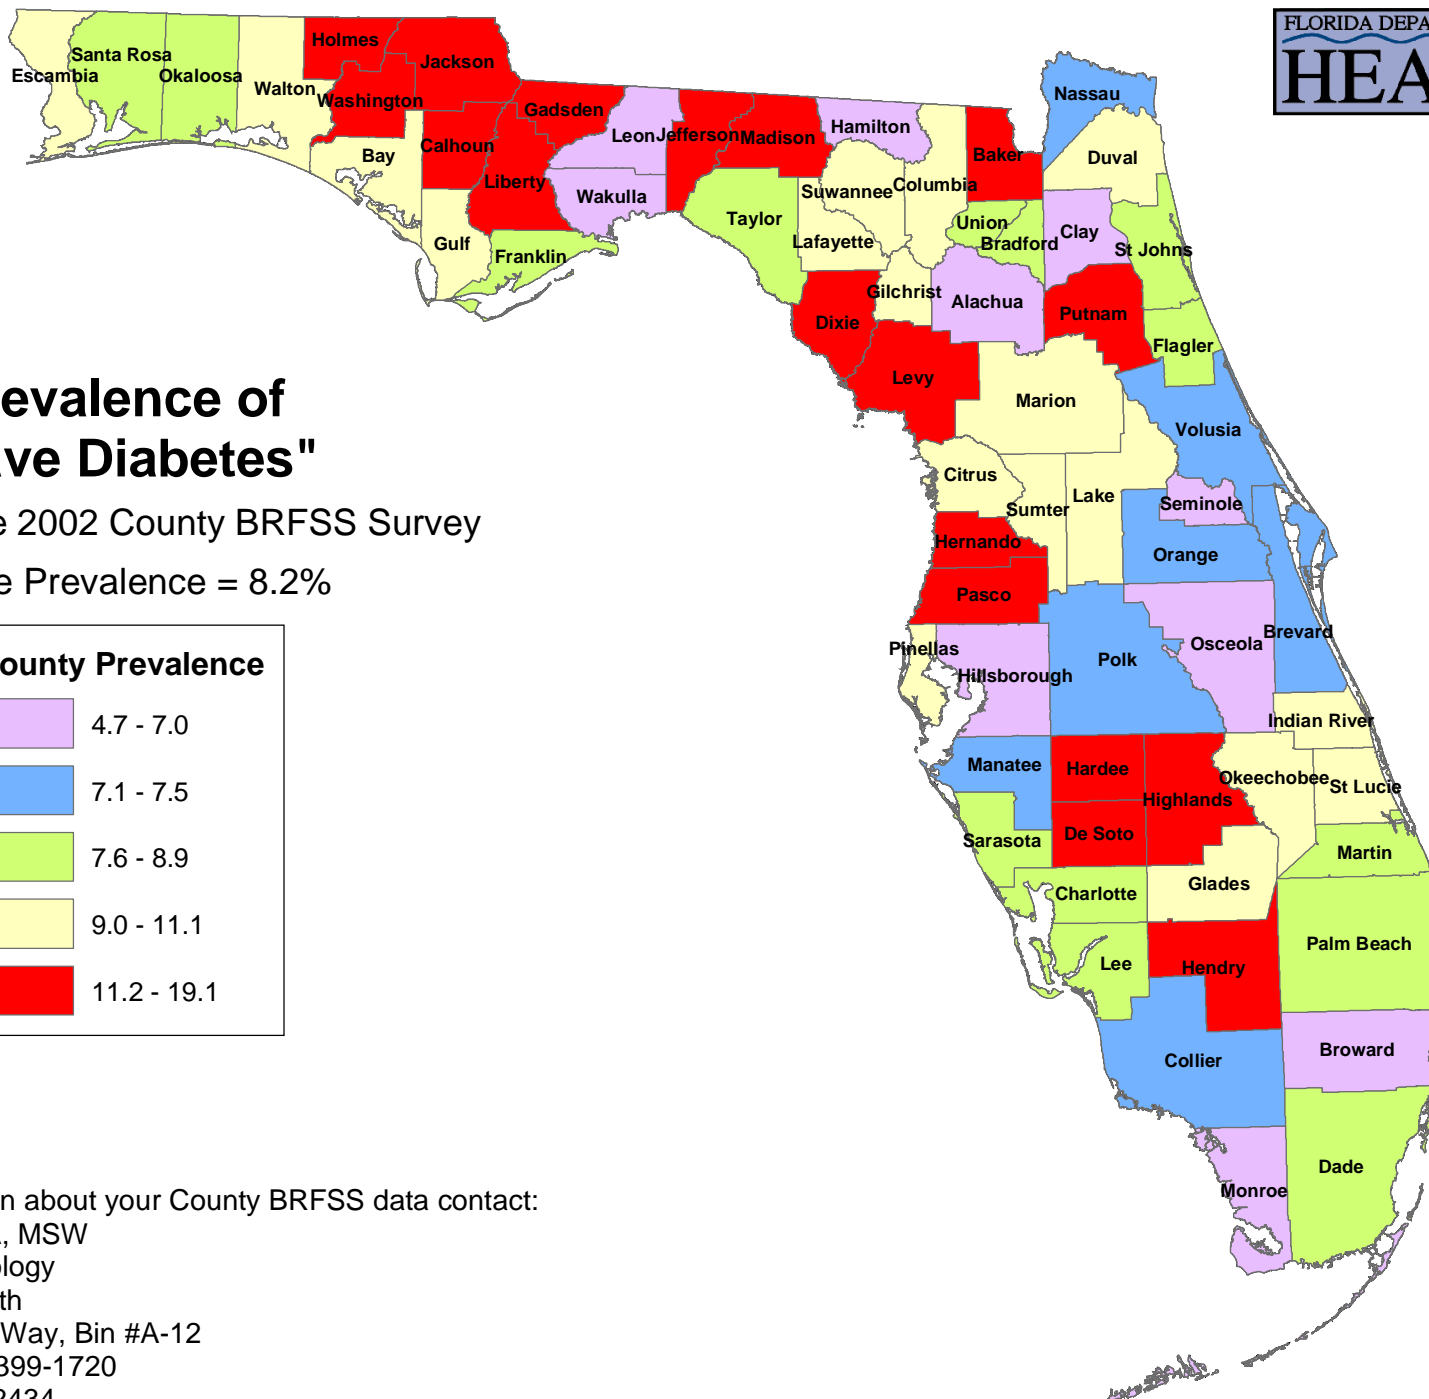 FLORIDA DEPA
HEA
Holmes
Jackson
Santa Rosa
Escambia
Okaloosa
Walton
Washington
Nassau
Gadsden
Leon
Jefferson
Madison
Hamilton
Calhoun
Bay
Baker
Duval
Liberty
Wakulla
Suwannee
Columbia
Taylor
Union
Bradford
Clay
St Johns
Gulf
Franklin
Lafayette
Gilchrist
Alachua
Putnam
Dixie
Flagler
Levy
Marion
Volusia
evalence of
ve Diabetes"
e 2002 County BRFSS Survey
e Prevalence = 8.2%
Citrus
Sumter
Lake
Seminole
Hernando
Orange
Pasco
Brevard
Pinellas
Hillsborough
Polk
Osceola
Indian River
ounty Prevalence
4.7 - 7.0
7.1 - 7.5
7.6 - 8.9
9.0 - 11.1
11.2 - 19.1
Manatee
Hardee
Highlands
Okeechobee
St Lucie
Sarasota
De Soto
Martin
Charlotte
Glades
Palm Beach
Lee
Hendry
Broward
Collier
Dade
Monroe
n about your County BRFSS data contact:
, MSW
ology
th
Way, Bin #A-12
399-1720
2434